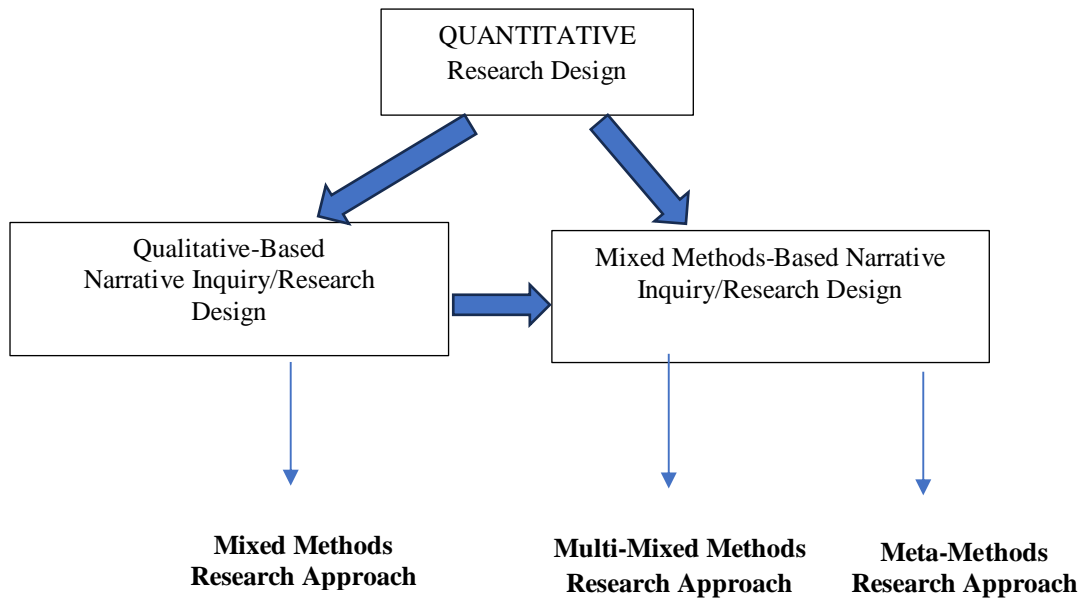 QUANTITATIVE
Research Design
Qualitative-Based
Narrative Inquiry/Research
Design
Mixed Methods-Based Narrative
Inquiry/Research Design
Mixed Methods
Research Approach
Multi-Mixed Methods
Research Approach
Meta-Methods
Research Approach